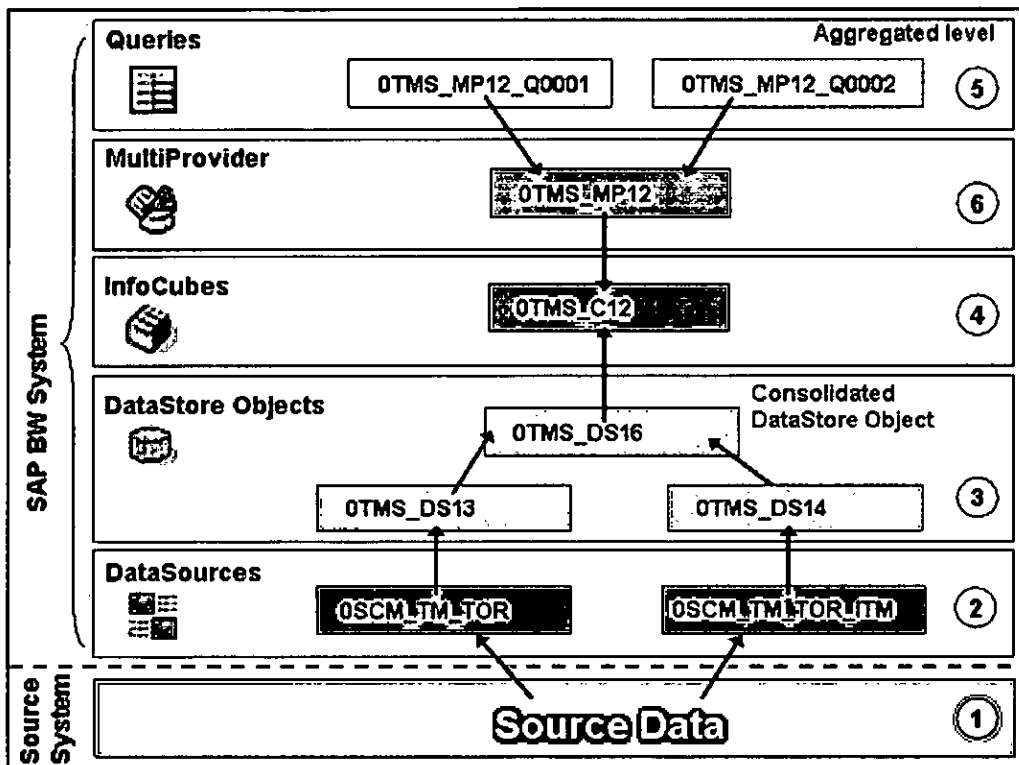 Queries
Aggregated level
0TMS_MP12_Q0001
0TMS_MP12_Q0002
5
MultiProvider
0TMS_MP12
6
InfoCubes
0TMS_C12
4
DataStore Objects
Consolidated
DataStore Object
0TMS_DS16
0TMS_DS13
0TMS_DS14
3
DataSources
0SCM_TM_TOR
0SCM_TM_TOR_ITM
2
SAP BW System
Source
System
Source Data
1